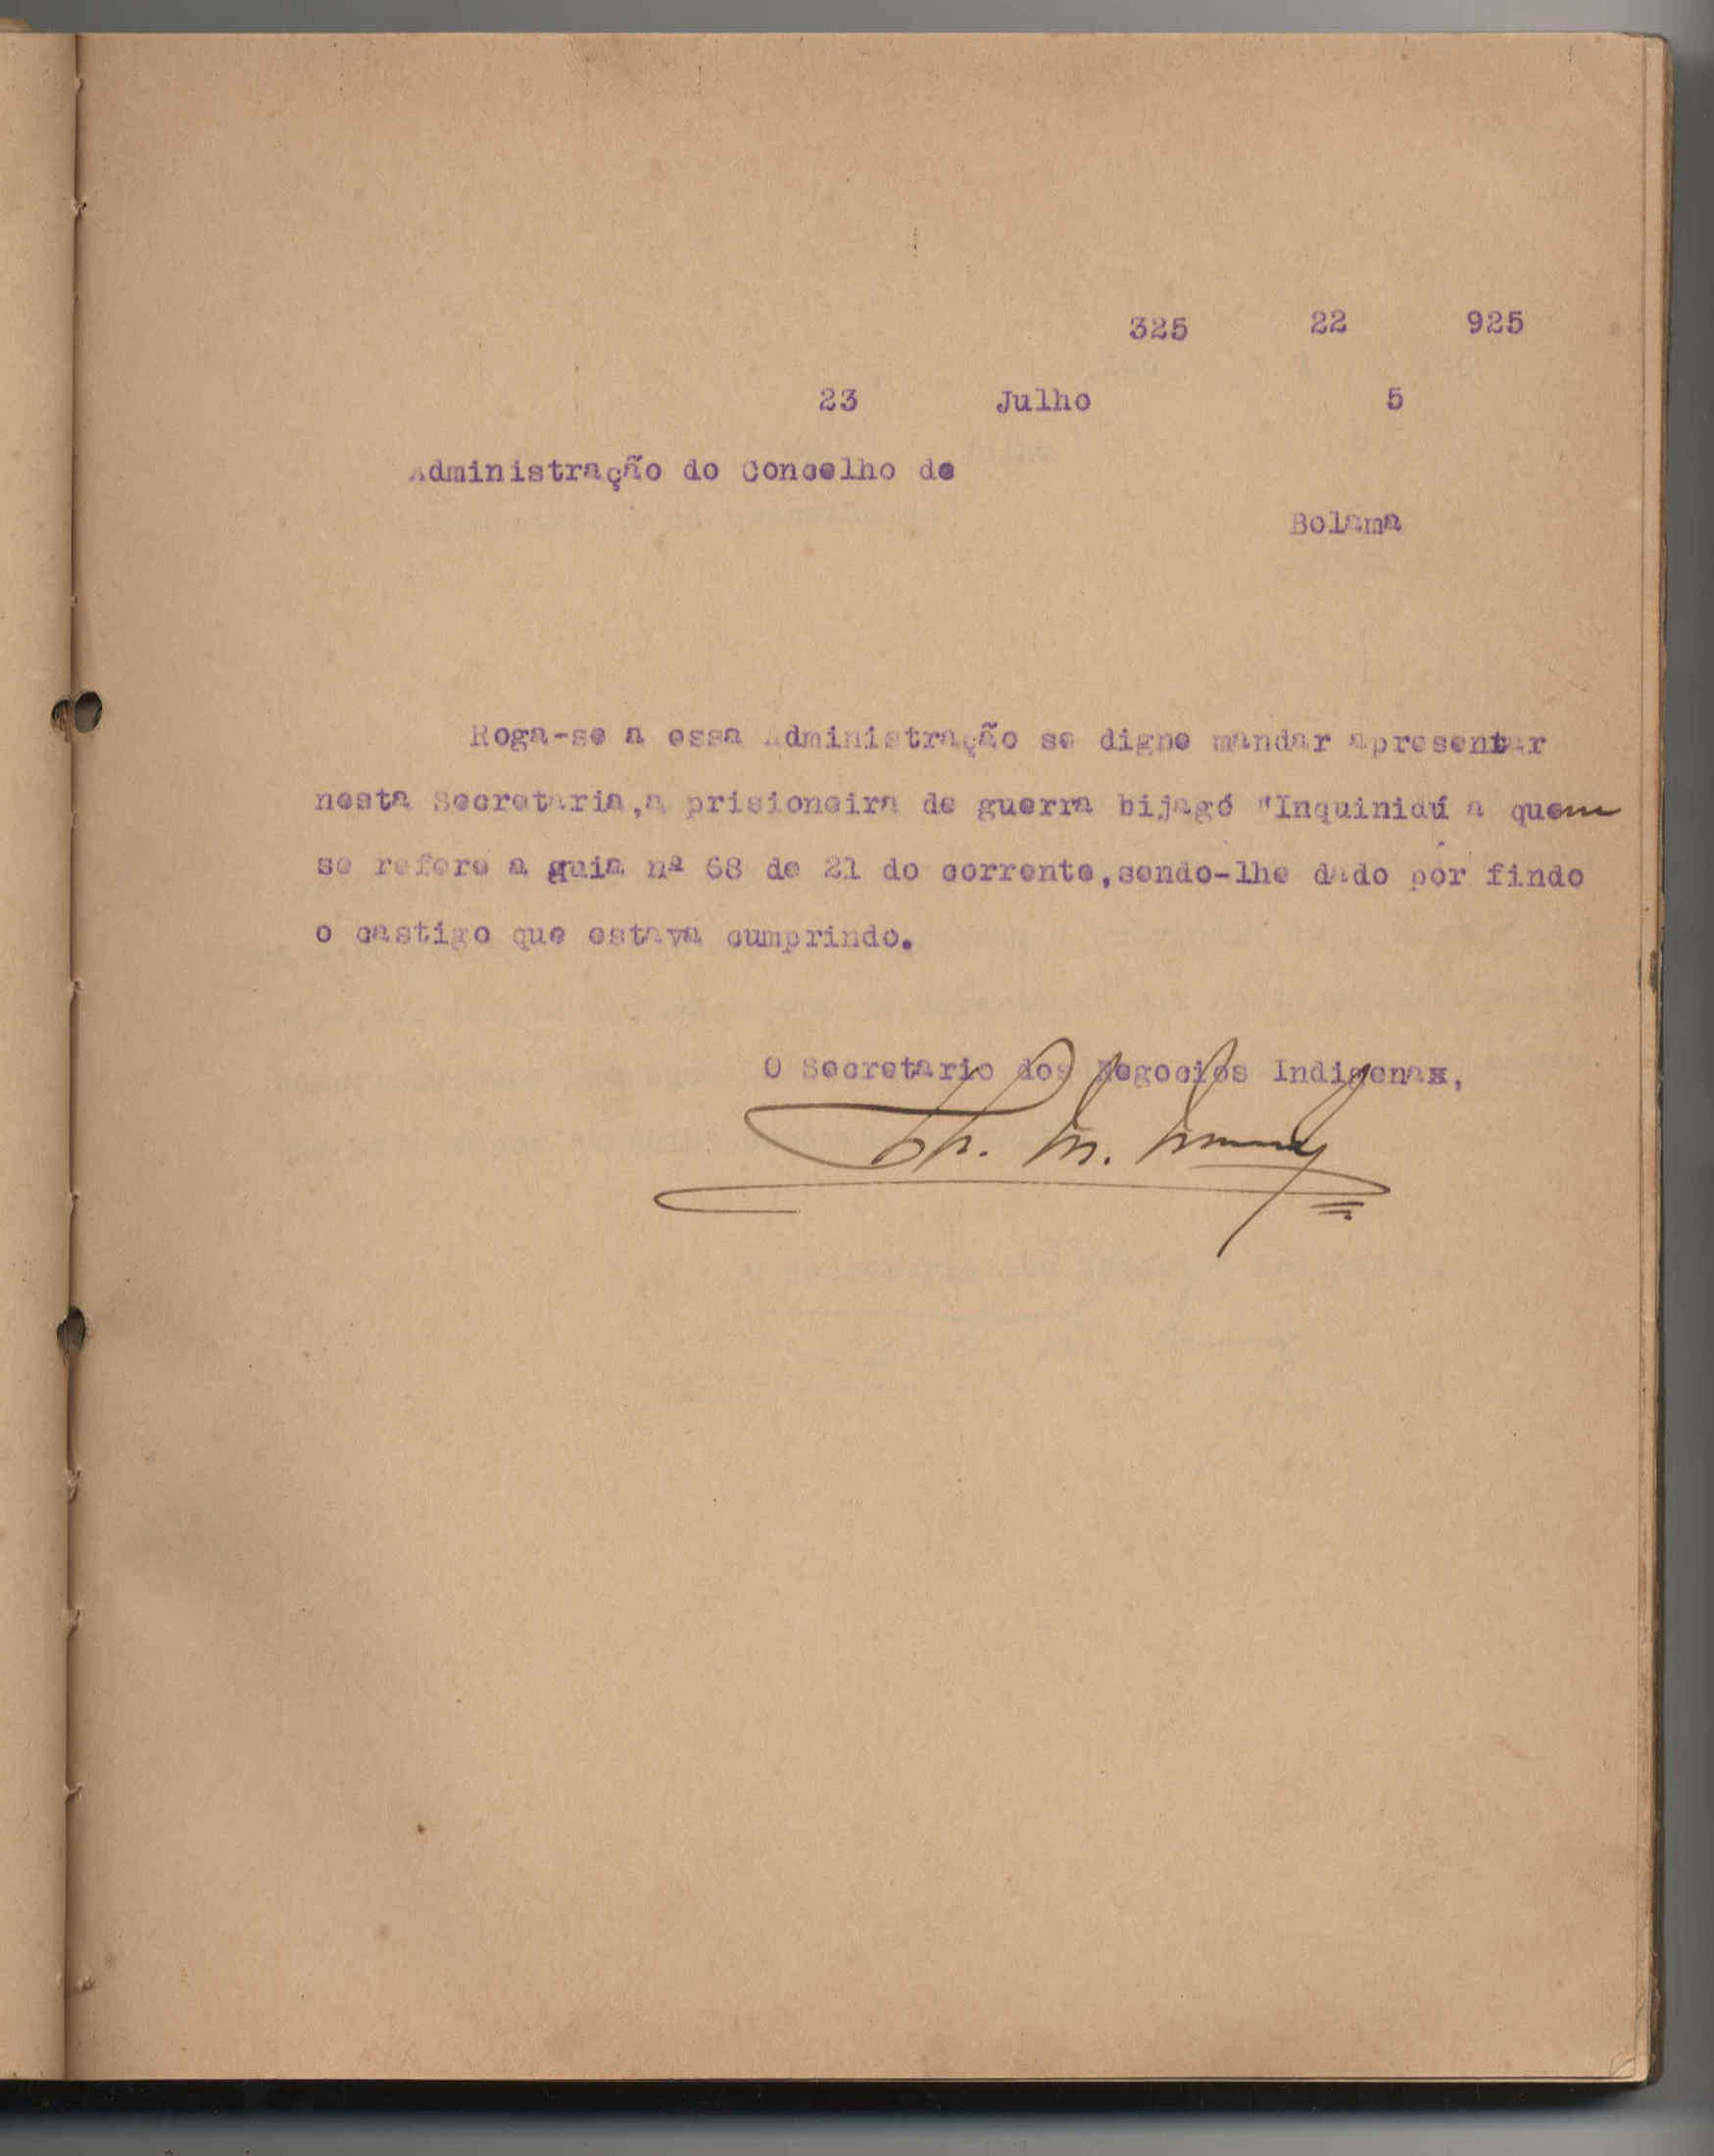 325 22 925
23 Julho 5
Administração do Concelho de
Bolama
Roga-se a essa Administração se digne mandar apresentar
nesta Secretaria,a prisioneira de guerra bijagó "Inquinidú a quem
se refere a guia nª 68 de 21 do corrente,sendo-lhe dado por findo
o castigo que estava cumprindo.
O Secretario dos Negocios Indigenas,